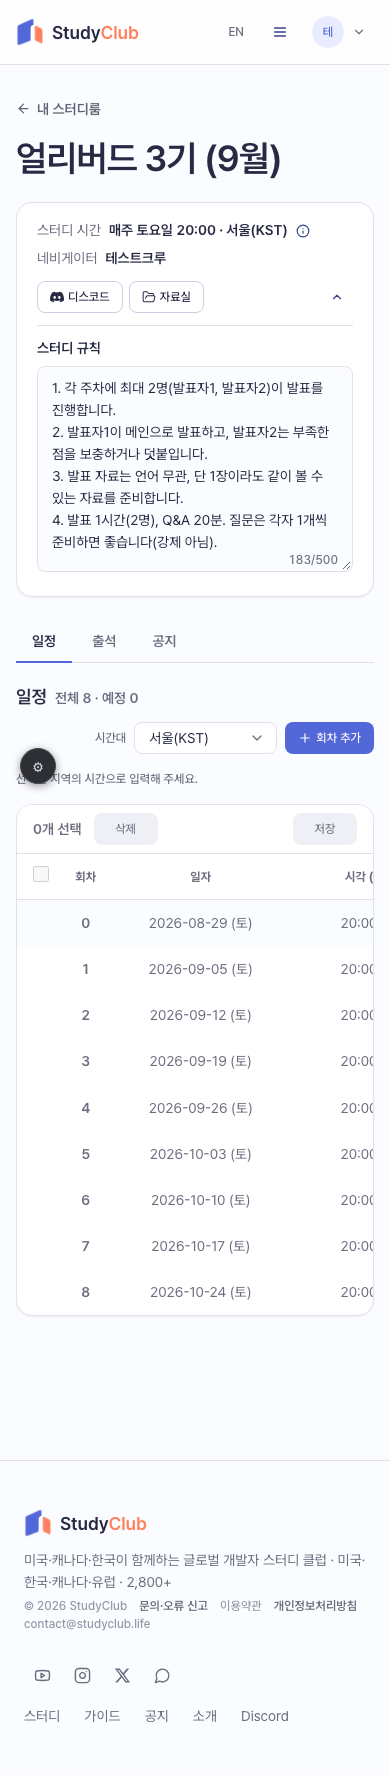 StudyClub
EN
테
내 스터디룸
얼리버드 3기 (9월)
스터디 시간 매주 토요일 20:00 · 서울(KST)
네비게이터 테스트크루
디스코드 자료실
스터디 규칙
1. 각 주차에 최대 2명(발표자1, 발표자2)이 발표를
진행합니다.
2. 발표자1이 메인으로 발표하고, 발표자2는 부족한
점을 보충하거나 덧붙입니다.
3. 발표 자료는 언어 무관, 단 1장이라도 같이 볼 수
있는 자료를 준비합니다.
4. 발표 1시간(2명), Q&A 20분. 질문은 각자 1개씩
준비하면 좋습니다(강제 아님).
183/500
일정 출석 공지
일정 전체 8 · 예정 0
시간대 서울(KST) 회차 추가
지역의 시간으로 입력해 주세요.
0개 선택 삭제 저장
회차 일자 시각 (
0 2026-08-29 (토) 20:00
1 2026-09-05 (토) 20:00
2 2026-09-12 (토) 20:00
3 2026-09-19 (토) 20:00
4 2026-09-26 (토) 20:00
5 2026-10-03 (토) 20:00
6 2026-10-10 (토) 20:00
7 2026-10-17 (토) 20:00
8 2026-10-24 (토) 20:00
StudyClub
미국·캐나다·한국이 함께하는 글로벌 개발자 스터디 클럽 · 미국·
한국·캐나다·유럽 · 2,800+
© 2026 StudyClub 문의·오류 신고 이용약관 개인정보처리방침
contact@studyclub.life
스터디 가이드 공지 소개 Discord